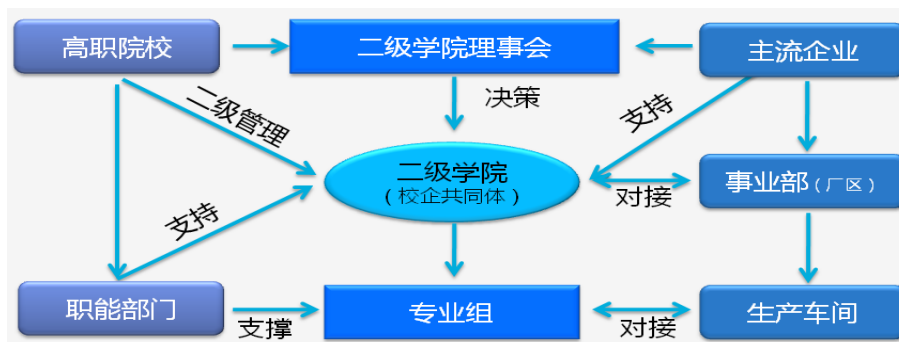 高职院校
二级学院理事会
主流企业
决策
二级管理
支持
二级学院
（校企共同体）
对接
事业部（厂区）
支持
职能部门
支撑
专业组
对接
生产车间